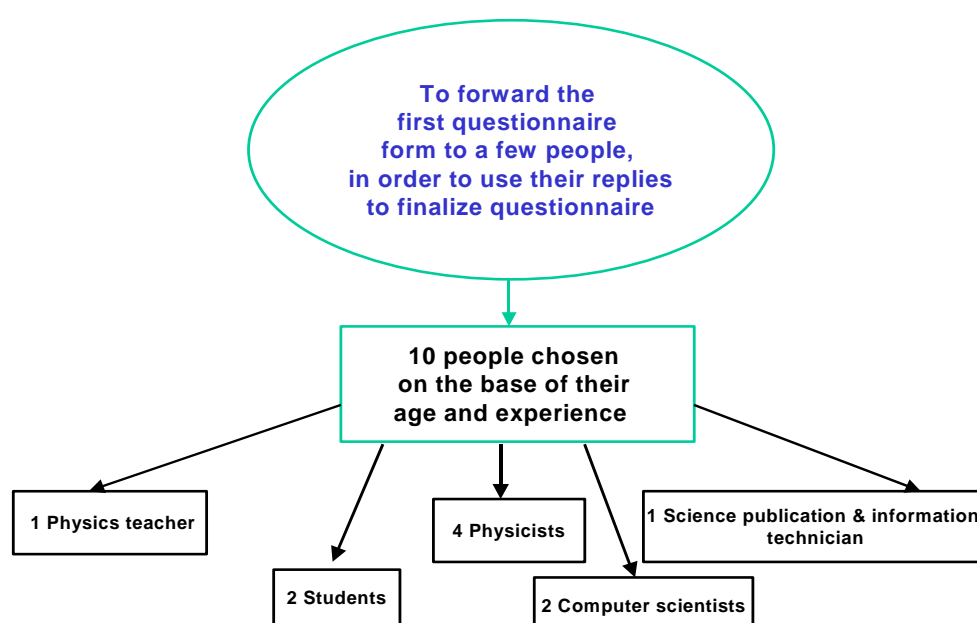 To forward the
first questionnaire
form to a few people,
in order to use their replies
to finalize questionnaire
10 people chosen
on the base of their
age and experience
1 Physics teacher
4 Physicists
1 Science publication & information
technician
2 Students
2 Computer scientists